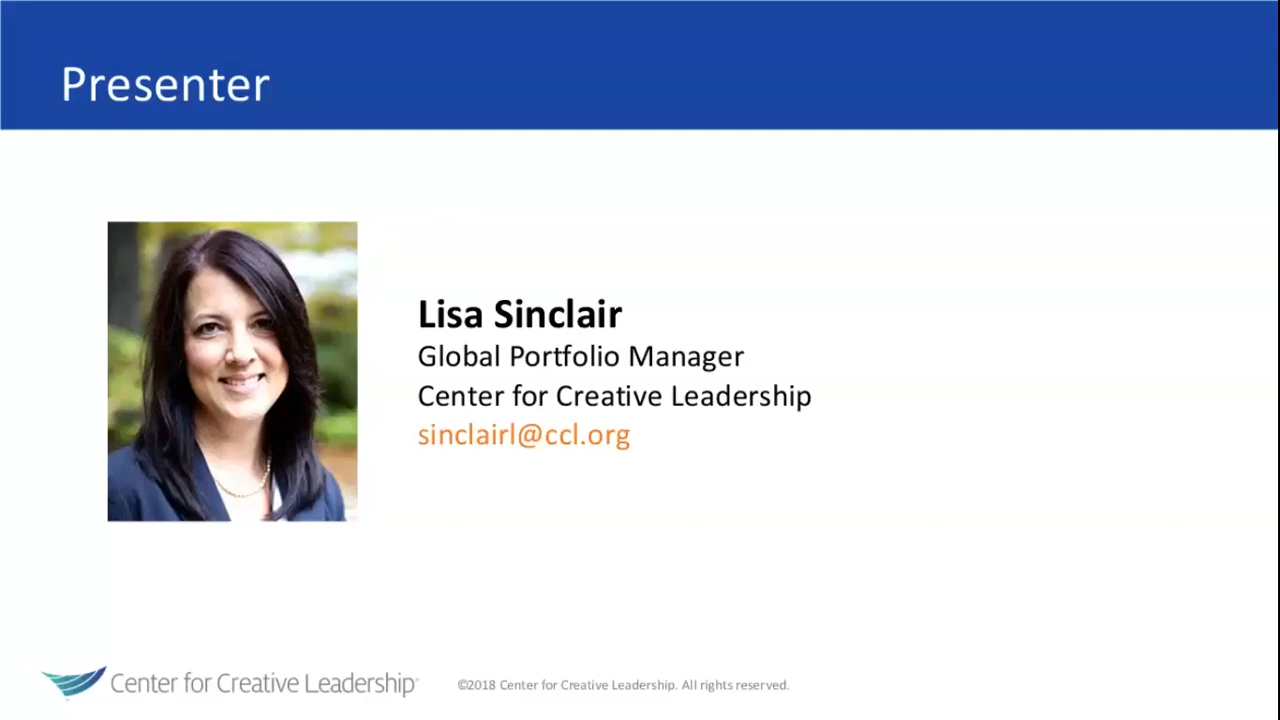 Presenter
Lisa Sinclair
Global Portfolio Manager
Center for Creative Leadership
sinclairl@ccl.org
Center for Creative Leadership®
©2018 Center for Creative Leadership. All rights reserved.